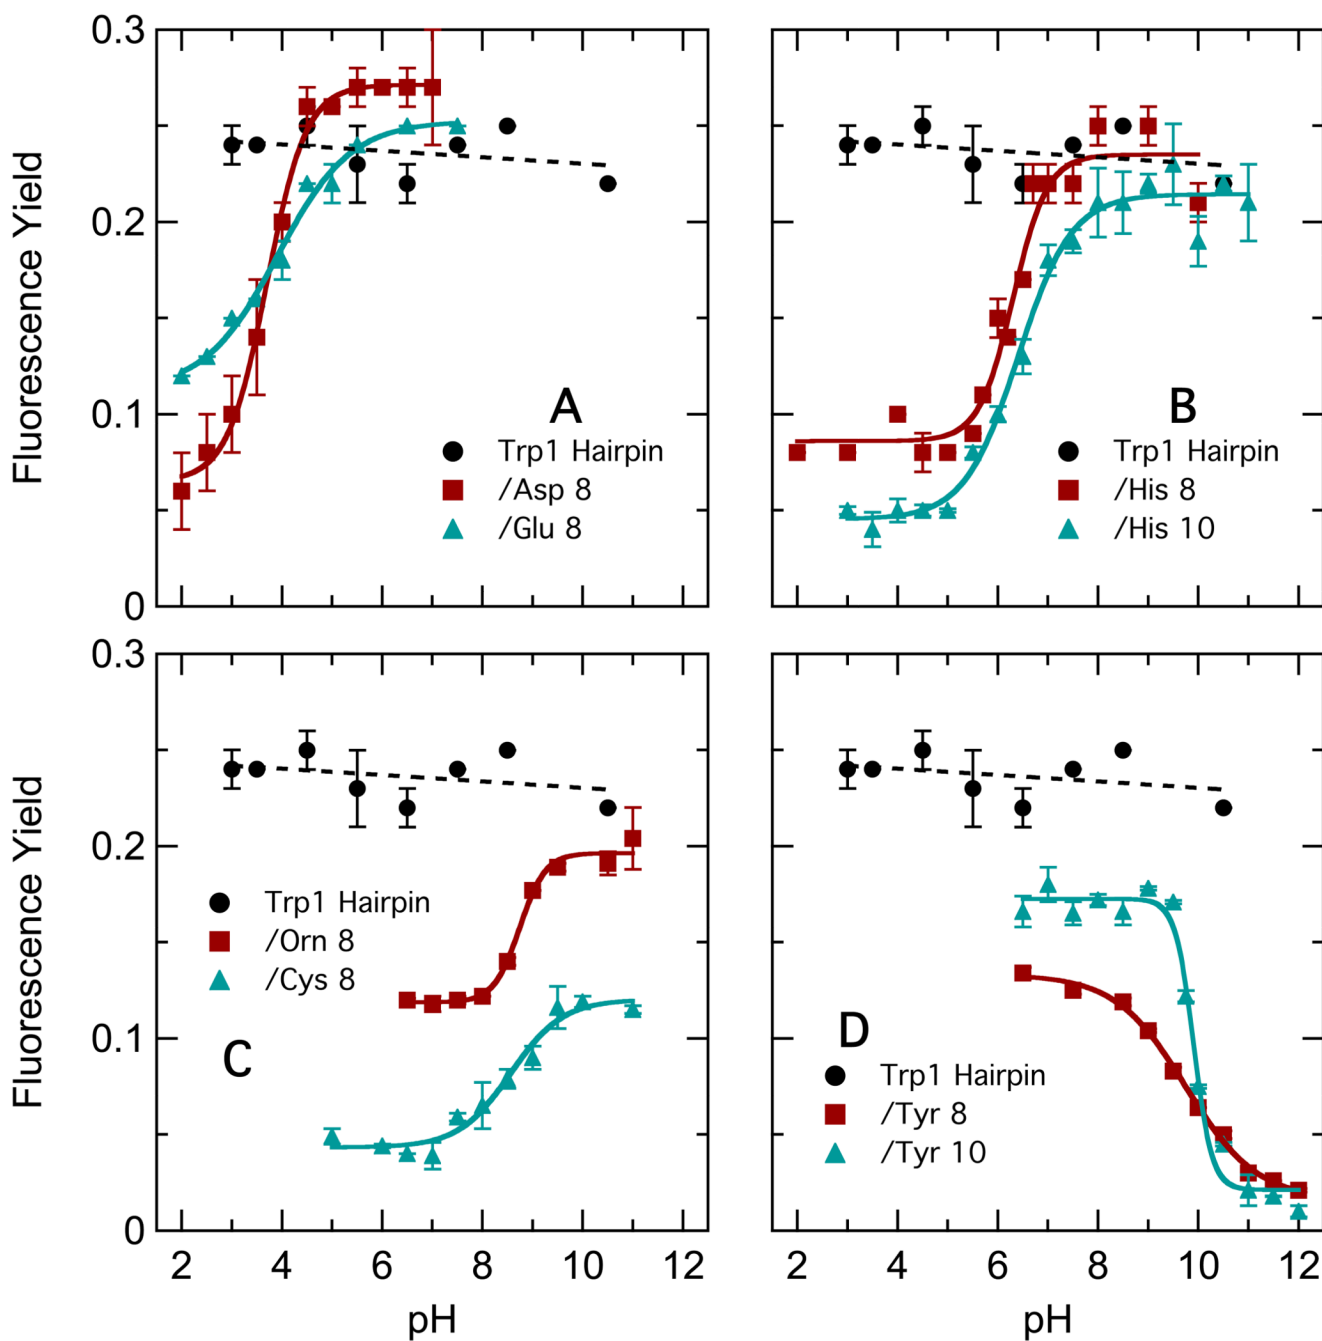 0.3
0.2
0.1
0
Fluorescence Yield
A
Trp1 Hairpin
/Asp 8
/Glu 8
B
Trp1 Hairpin
/His 8
/His 10
0.3
0.2
0.1
0
Fluorescence Yield
Trp1 Hairpin
/Orn 8
/Cys 8
C
D
Trp1 Hairpin
/Tyr 8
/Tyr 10
2 4 6 8 10 12
pH
2 4 6 8 10 12
pH